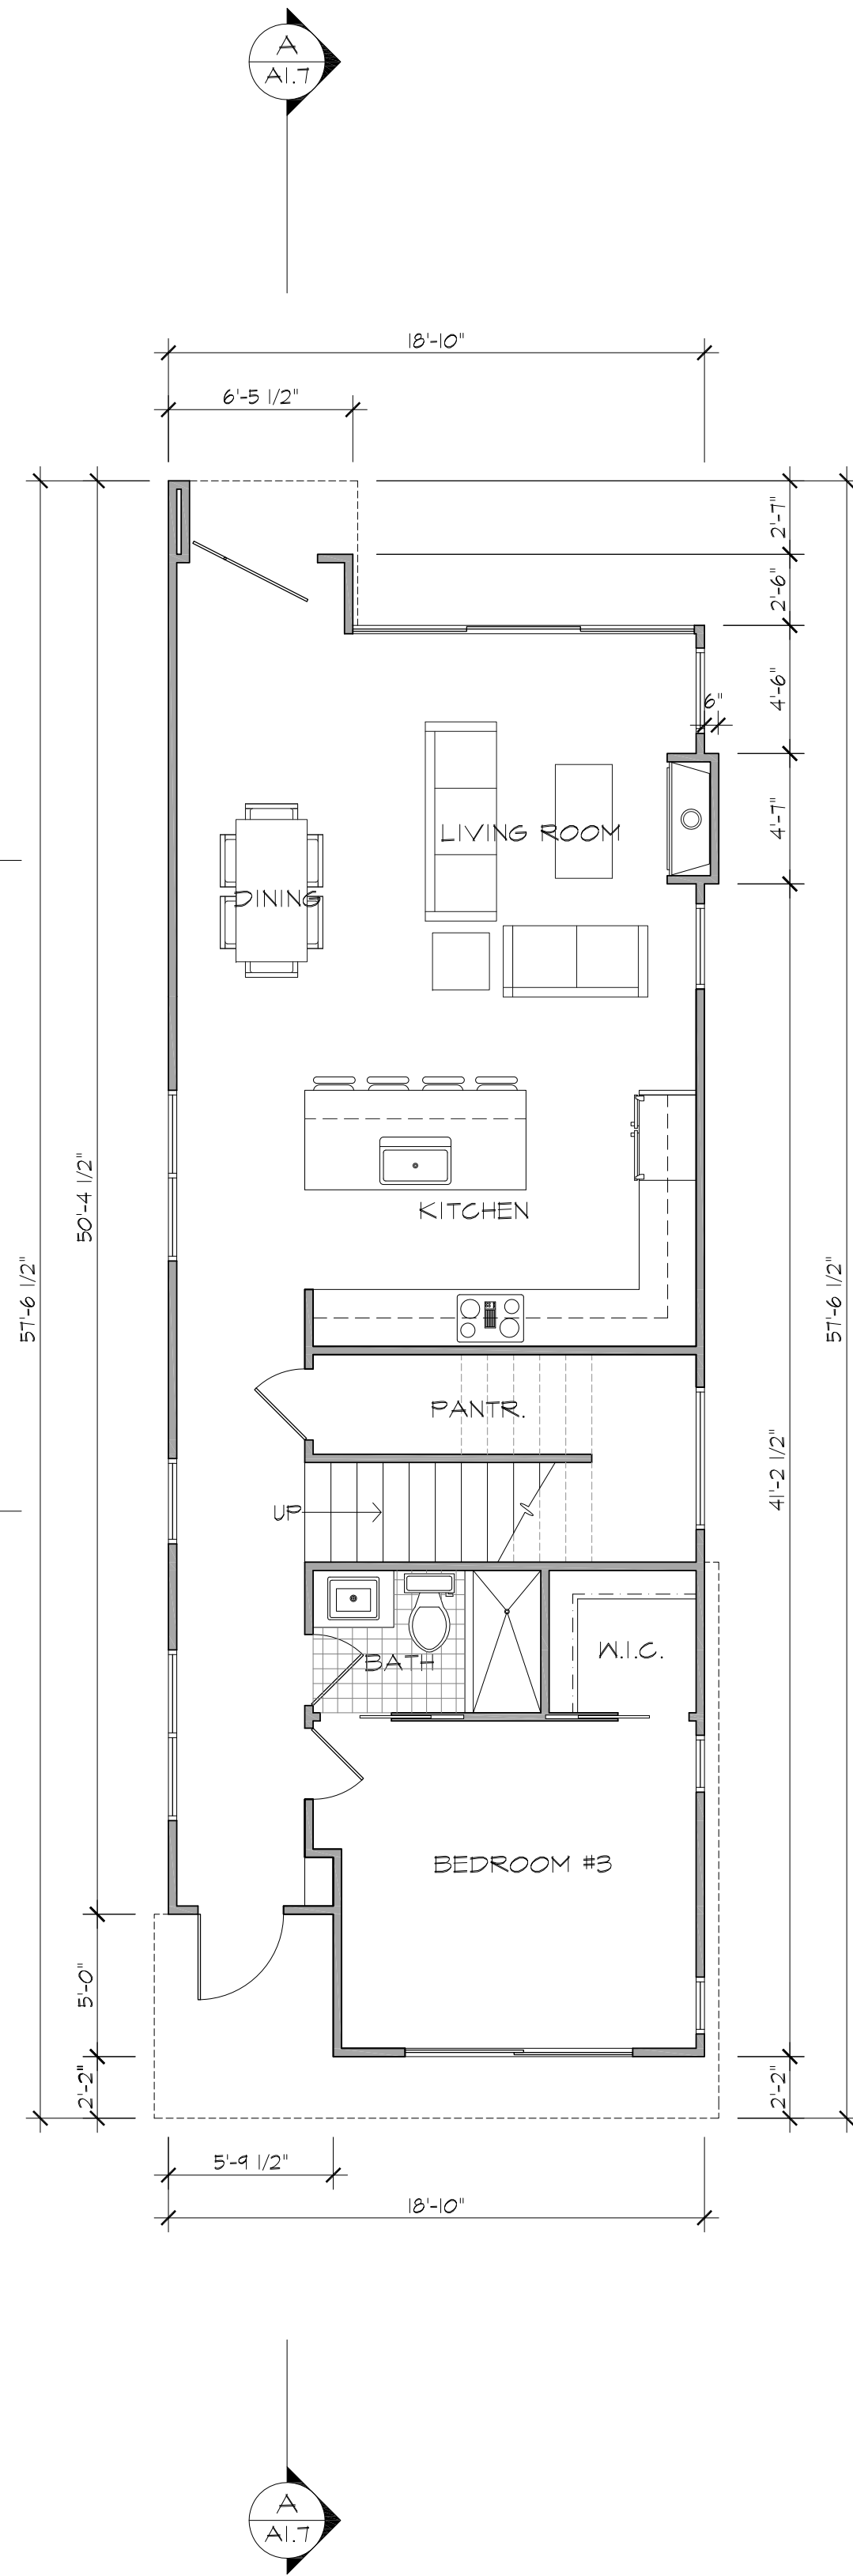 A
A1.7
18'-10"
6'-5 1/2"
2'-7"
2'-6"
4'-6"
6"
4'-7"
LIVING ROOM
DINING
KITCHEN
50'-4 1/2"
57'-6 1/2"
57'-6 1/2"
PANTR.
41'-2 1/2"
UP
BATH
W.I.C.
BEDROOM #3
5'-0"
2'-2"
2'-2"
5'-9 1/2"
18'-10"
A
A1.7